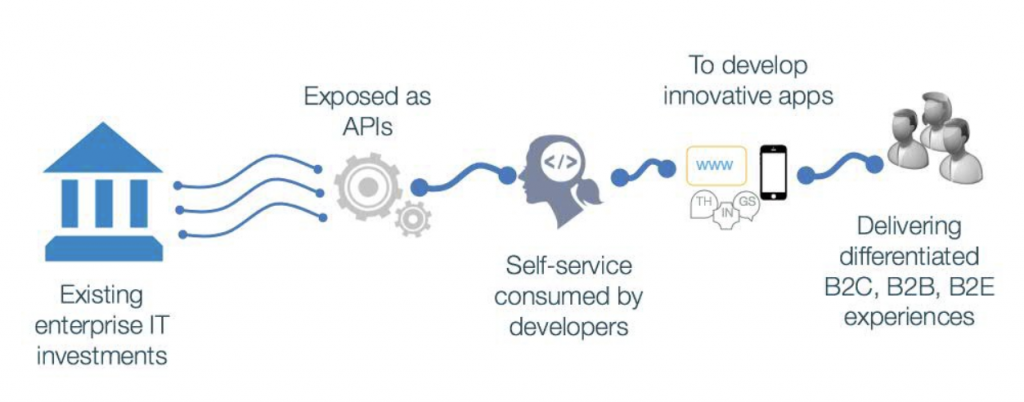 Existing
enterprise IT
investments
Exposed as
APIs
</>
Self-service
consumed by
developers
To develop
innovative apps
www
TH
IN
GS
Delivering
differentiated
B2C, B2B, B2E
experiences